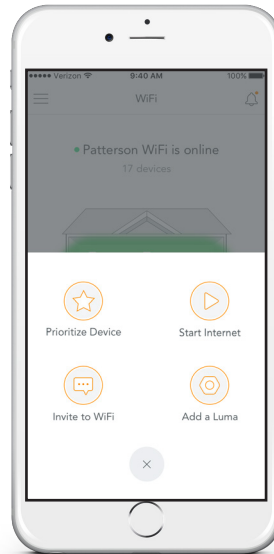 Verizon 9:40 AM 100%
WiFi
Patterson WiFi is online
17 devices
Prioritize Device Start Internet
Invite to WiFi Add a Luma